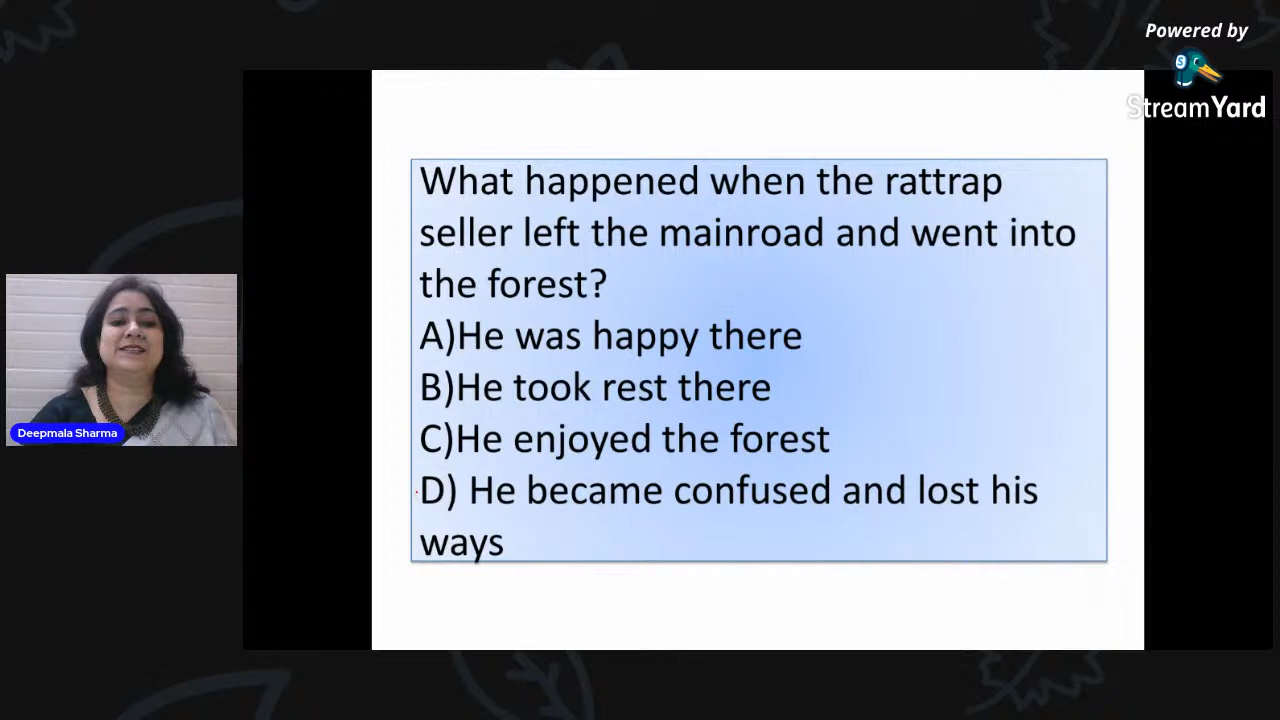 Powered by
StreamYard
What happened when the rattrap
seller left the mainroad and went into
the forest?
A)He was happy there
B)He took rest there
C)He enjoyed the forest
D) He became confused and lost his
ways
Deepmala Sharma